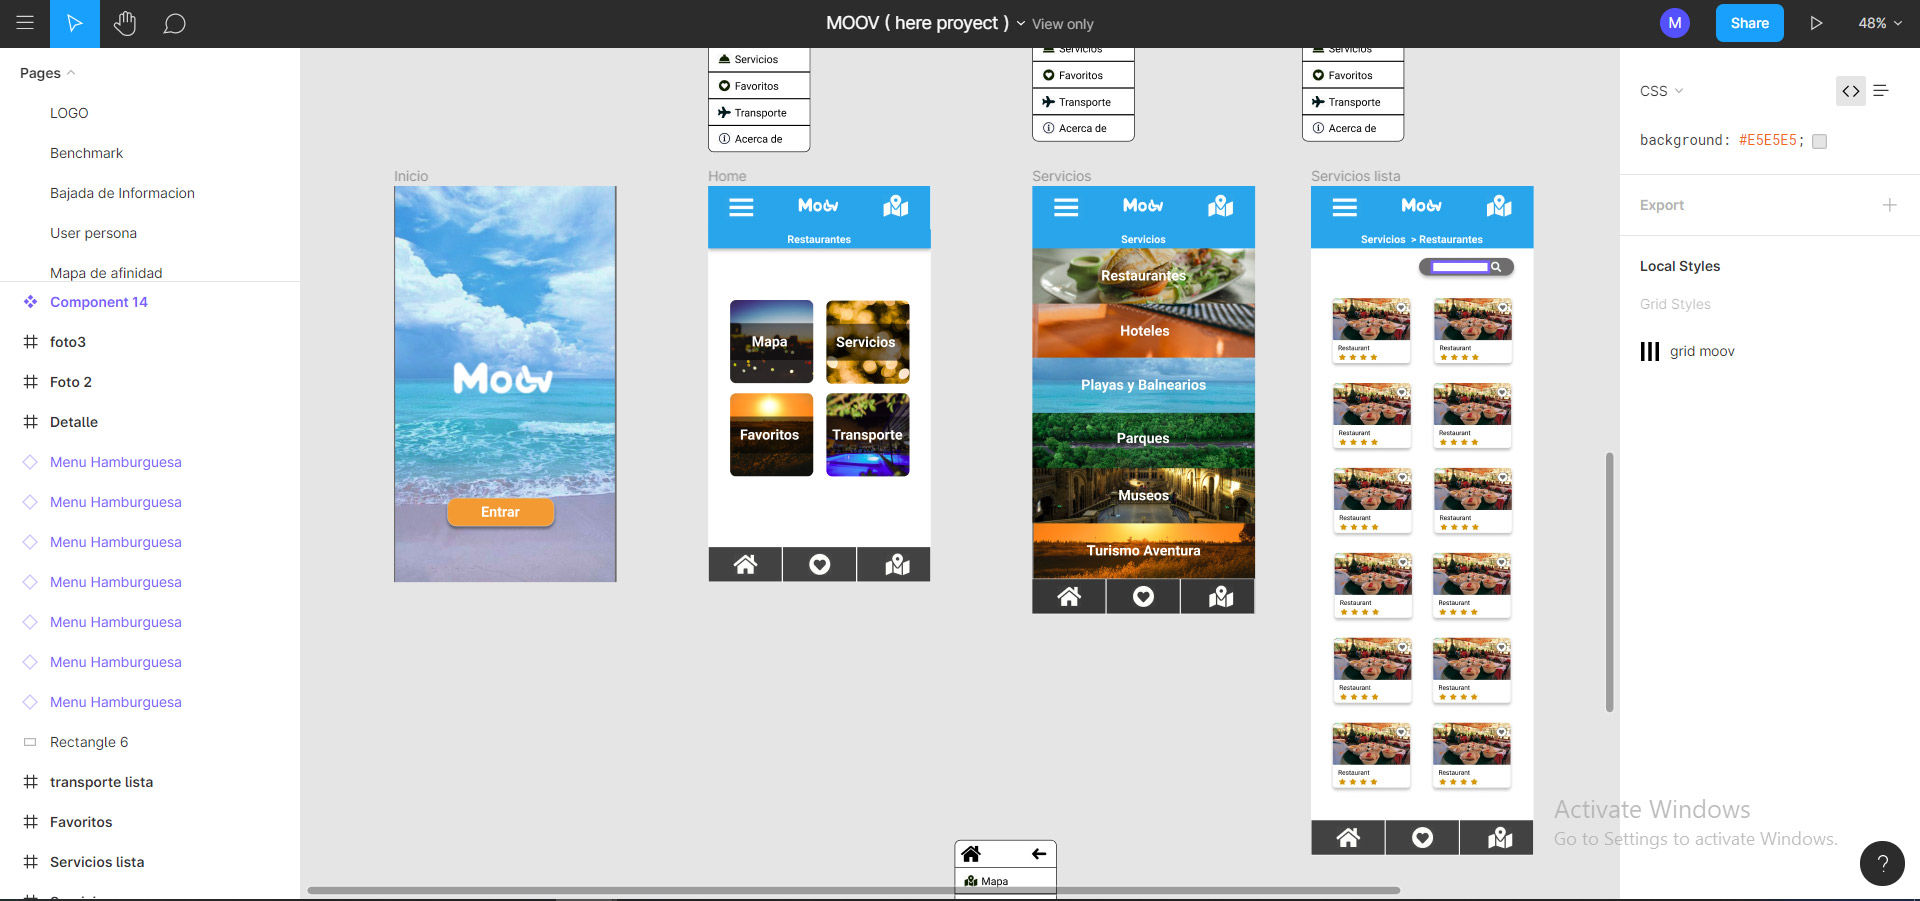 MOOV ( here proyect )
View only
M
Share
48%
Pages
LOGO
Benchmark
Bajada de Informacion
User persona
Mapa de afinidad
Component 14
foto3
Foto 2
Detalle
Menu Hamburguesa
Menu Hamburguesa
Menu Hamburguesa
Menu Hamburguesa
Menu Hamburguesa
Menu Hamburguesa
Menu Hamburguesa
Rectangle 6
transporte lista
Favoritos
Servicios lista
Servicios
Favoritos
Transporte
Acerca de
Servicios
Favoritos
Transporte
Acerca de
Servicios
Favoritos
Transporte
Acerca de
Inicio
Moov
Entrar
Home
Moov
Restaurantes
Mapa
Servicios
Favoritos
Transporte
Servicios
Moov
Servicios
Restaurantes
Hoteles
Playas y Balnearios
Parques
Museos
Turismo Aventura
Servicios lista
Moov
Servicios > Restaurantes
Restaurant
Restaurant
Restaurant
Restaurant
Restaurant
Restaurant
Restaurant
Restaurant
Restaurant
Restaurant
Restaurant
Restaurant
Mapa
CSS
background: #E5E5E5;
Export
Local Styles
Grid Styles
grid moov
Activate Windows
Go to Settings to activate Windows.
?